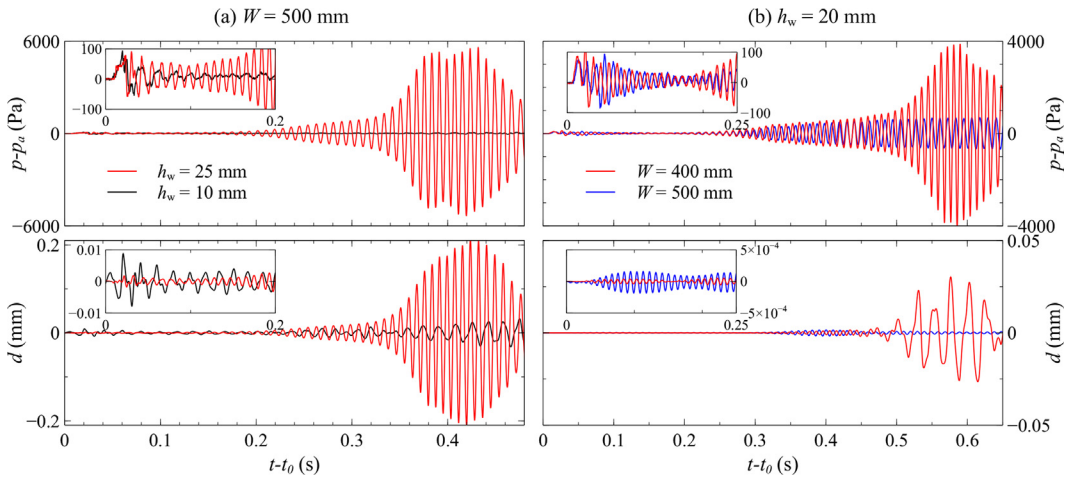 (a) W = 500 mm
(b) hw = 20 mm
6000
0
−6000
p-pa (Pa)
100
0
−100
0
0.2
hw = 25 mm
hw = 10 mm
4000
0
−4000
p-pa (Pa)
100
0
−100
0
0.25
W = 400 mm
W = 500 mm
0.2
0
−0.2
d (mm)
0.01
0
−0.01
0
0.2
0.05
0
−0.05
d (mm)
5×10−4
0
−5×10−4
0
0.25
0 0.1 0.2 0.3 0.4
t-t0 (s)
0 0.1 0.2 0.3 0.4 0.5 0.6
t-t0 (s)